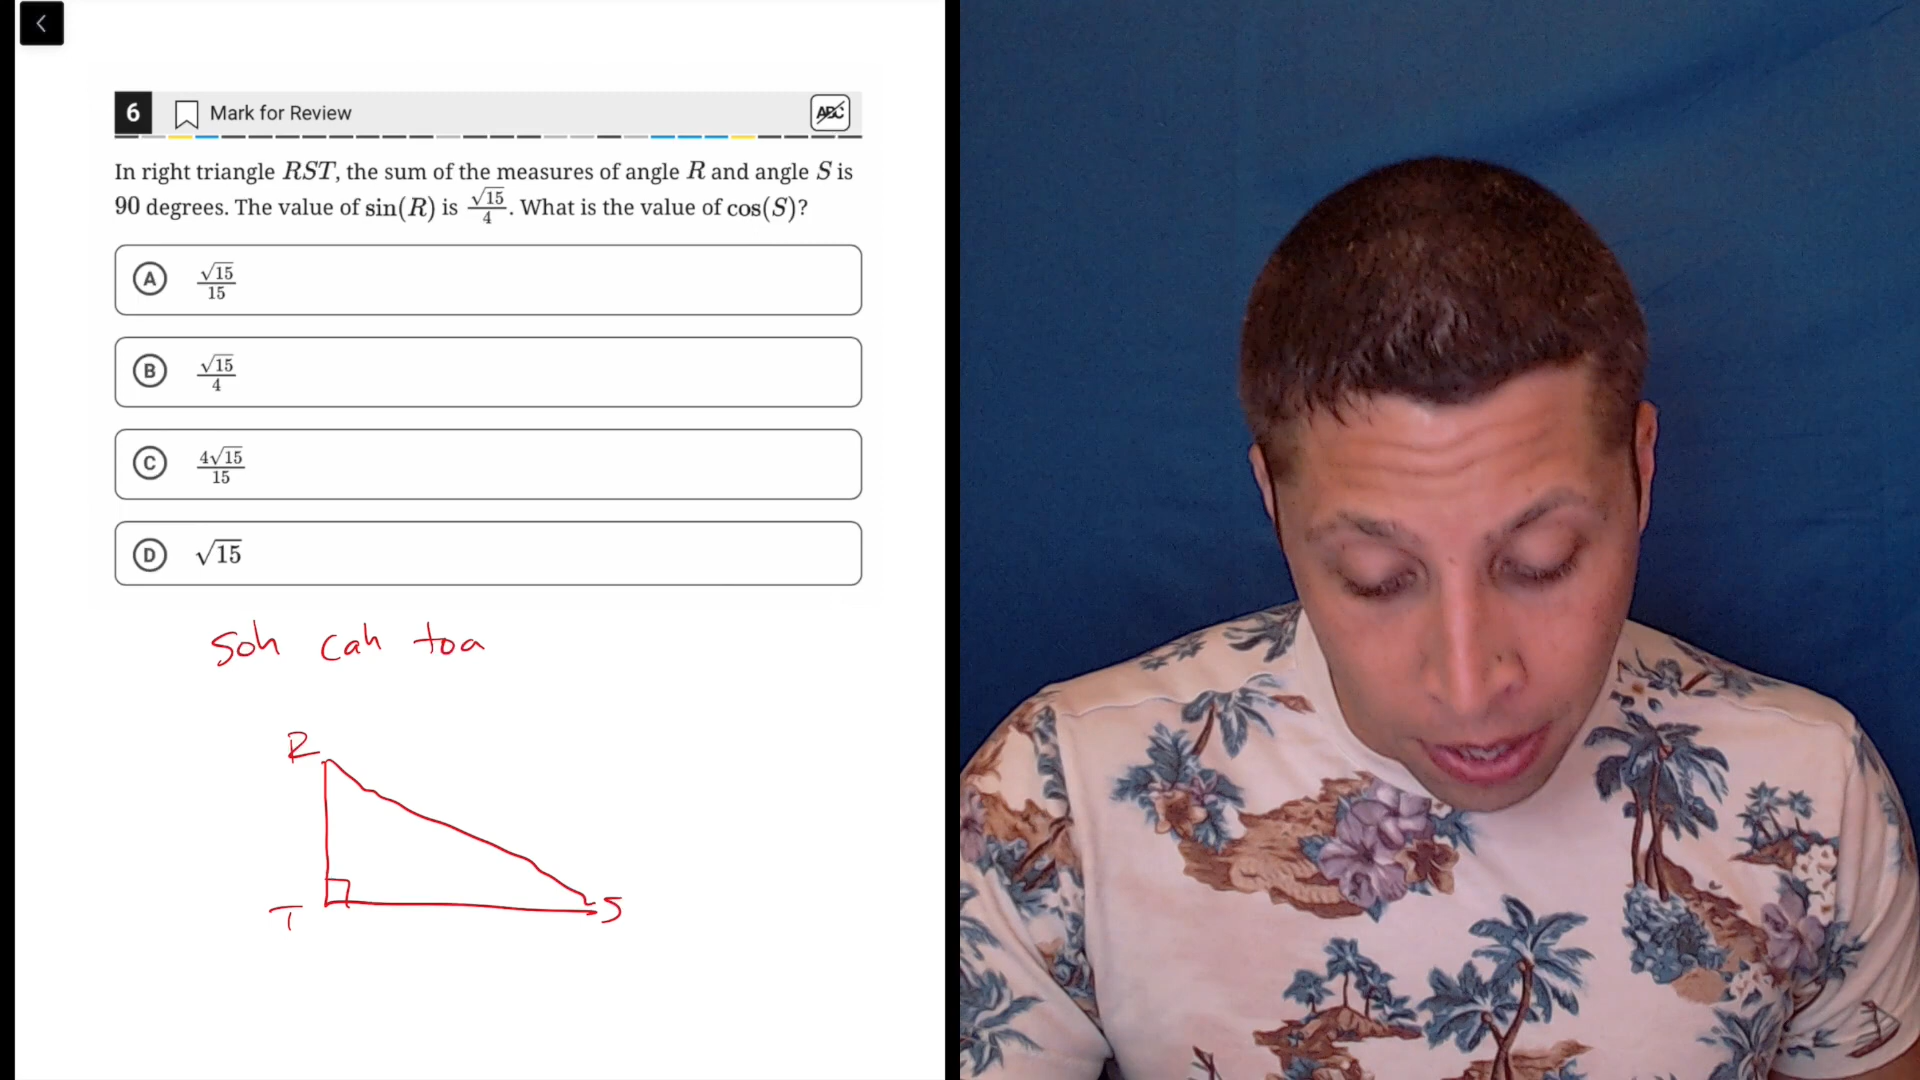 6 Mark for Review ABC
In right triangle RST, the sum of the measures of angle R and angle S is
90 degrees. The value of sin(R) is √15/4. What is the value of cos(S)?
A √15/15
B √15/4
C 4√15/15
D √15
Soh cah toa
R
T S